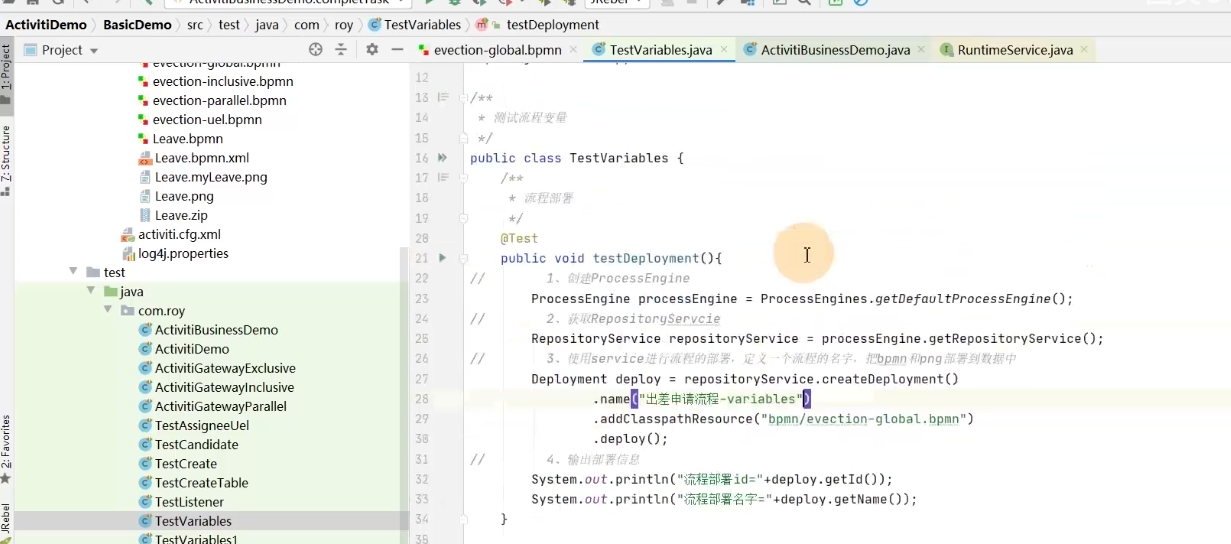 JRebel
ActivitiDemo BasicDemo src test java com roy TestVariables testDeployment
Project
evection-global.bpmn TestVariables.java ActivitiBusinessDemo.java RuntimeService.java
1: Project
7: Structure
2: Favorites
JRebel
evection-global.bpmn
evection-inclusive.bpmn
evection-parallel.bpmn
evection-uel.bpmn
Leave.bpmn
Leave.bpmn.xml
Leave.myLeave.png
Leave.png
Leave.zip
activiti.cfg.xml
log4j.properties
test
java
com.roy
ActivitiBusinessDemo
ActivitiDemo
ActivitiGatewayExclusive
ActivitiGatewayInclusive
ActivitiGatewayParallel
TestAssigneeUel
TestCandidate
TestCreate
TestCreateTable
TestListener
TestVariables
TestVariables1
12
13 /**
14 * 测试流程变量
15 */
16 public class TestVariables {
17 /**
18 * 流程部署
19 */
20 @Test
21 public void testDeployment(){
22 // 1、创建ProcessEngine
23 ProcessEngine processEngine = ProcessEngines.getDefaultProcessEngine();
24 // 2、获取RepositoryServcie
25 RepositoryService repositoryService = processEngine.getRepositoryService();
26 // 3、使用service进行流程的部署，定义一个流程的名字，把bpmn和png部署到数据中
27 Deployment deploy = repositoryService.createDeployment()
28 .name("出差申请流程-variables")
29 .addClasspathResource("bpmn/evection-global.bpmn")
30 .deploy();
31 // 4、输出部署信息
32 System.out.println("流程部署id="+deploy.getId());
33 System.out.println("流程部署名字="+deploy.getName());
34 }
35